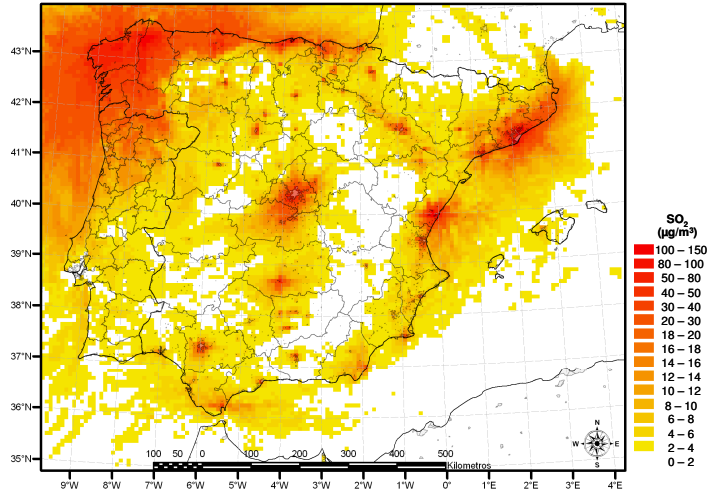 43°N
42°N
41°N
40°N
39°N
38°N
37°N
36°N
35°N
9°W 8°W 7°W 6°W 5°W 4°W 3°W 2°W 1°W 0° 1°E 2°E 3°E 4°E
100 50 0 100 200 300 400 500
Kilometros
N
W E
S
SO2
(µg/m³)
100 – 150
80 – 100
50 – 80
40 – 50
30 – 40
20 – 30
18 – 20
16 – 18
14 – 16
12 – 14
10 – 12
8 – 10
6 – 8
4 – 6
2 – 4
0 – 2